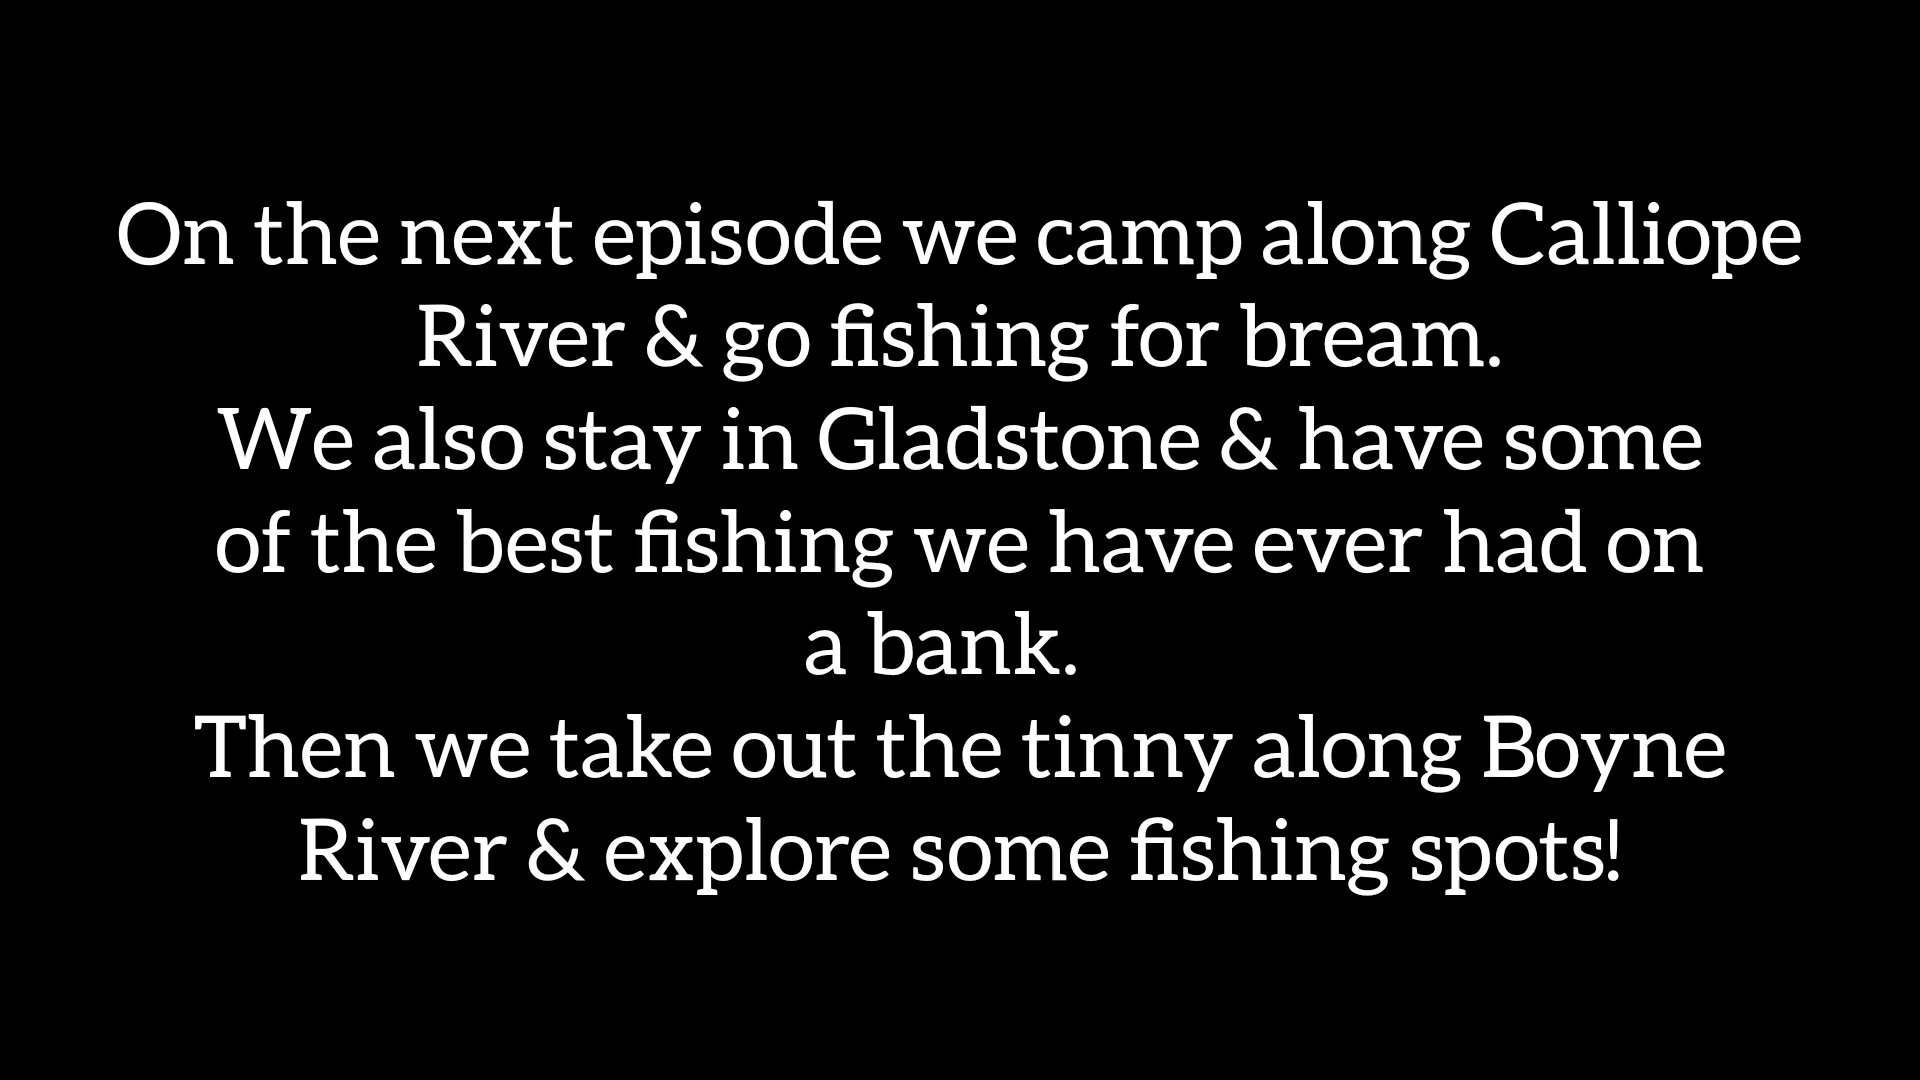 On the next episode we camp along Calliope
River & go fishing for bream.
We also stay in Gladstone & have some
of the best fishing we have ever had on
a bank.
Then we take out the tinny along Boyne
River & explore some fishing spots!